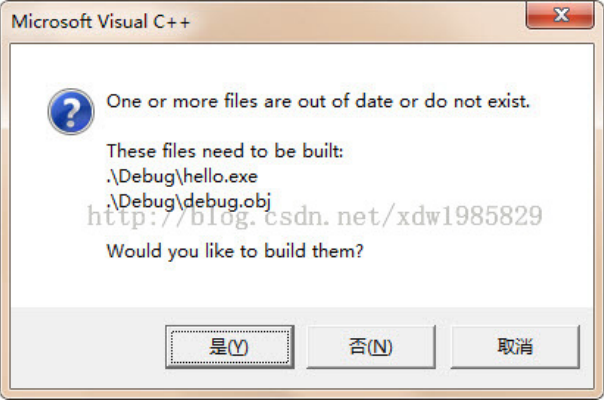 Microsoft Visual C++
One or more files are out of date or do not exist.
These files need to be built:
.\Debug\hello.exe
.\Debug\debug.obj
http://blog.csdn.net/xdw1985829
Would you like to build them?
是(Y)
否(N)
取消